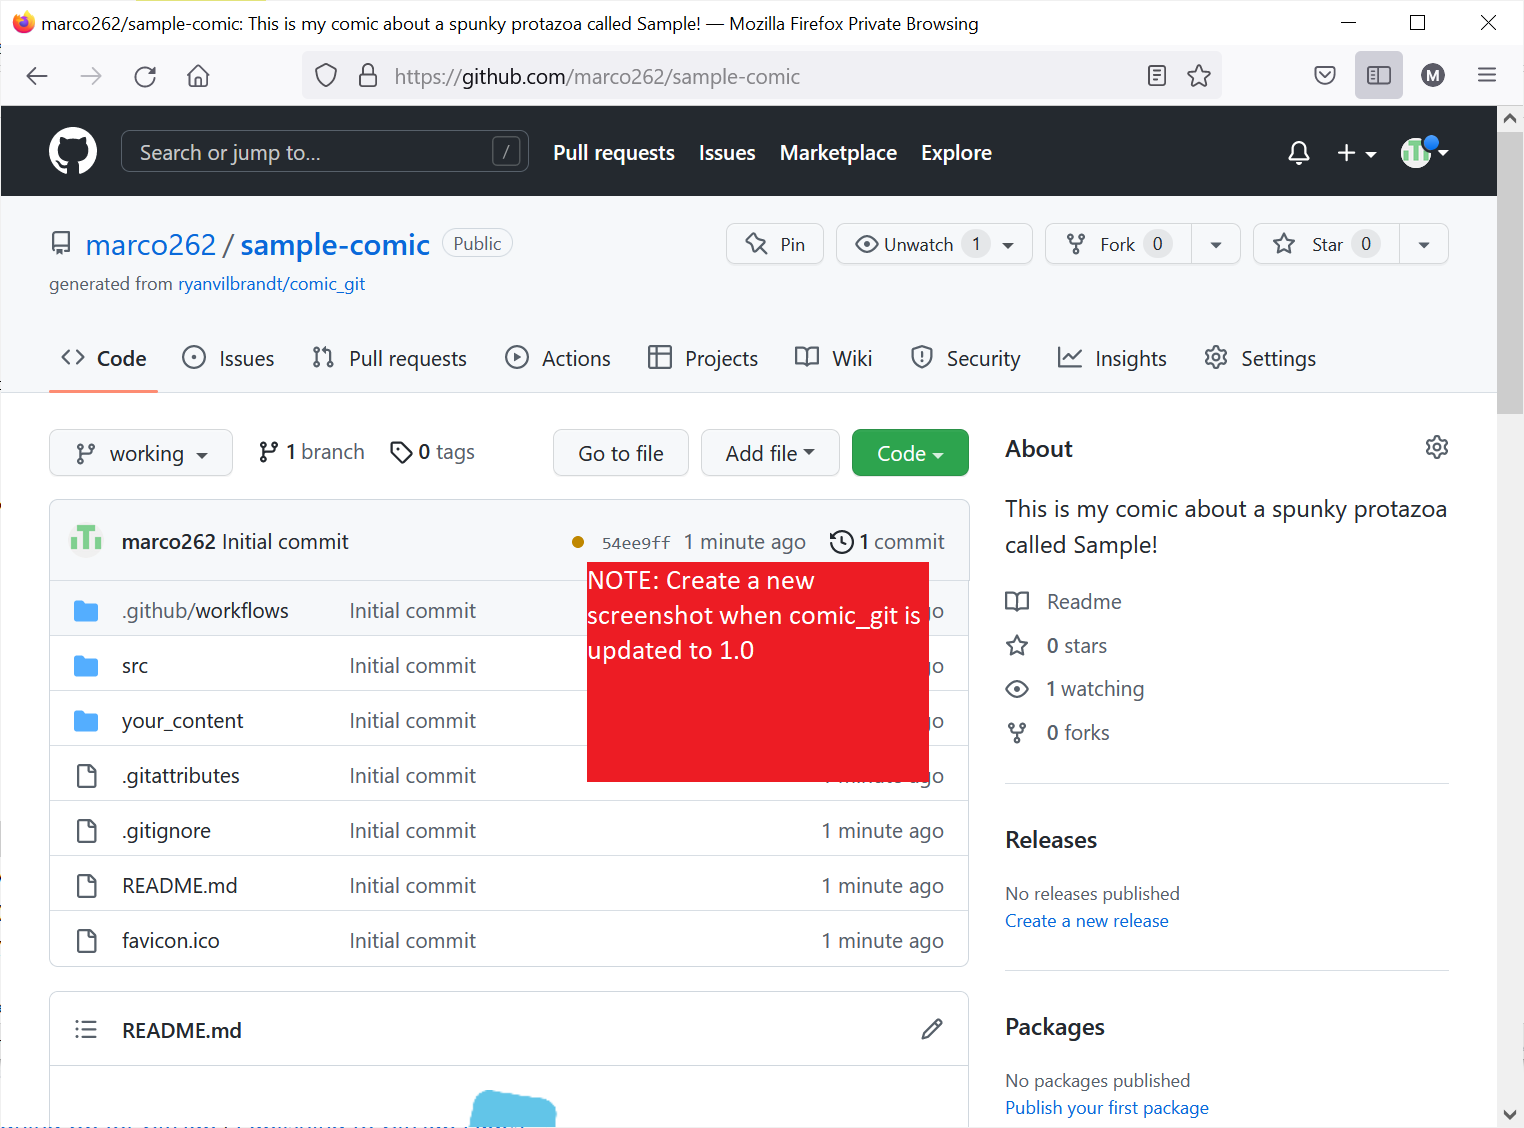 marco262/sample-comic: This is my comic about a spunky protazoa called Sample! — Mozilla Firefox Private Browsing
https://github.com/marco262/sample-comic
M
Search or jump to... /
Pull requests Issues Marketplace Explore
marco262 / sample-comic Public
Pin Unwatch 1 Fork 0 Star 0
generated from ryanvilbrandt/comic_git
Code Issues Pull requests Actions Projects Wiki Security Insights Settings
working 1 branch 0 tags Go to file Add file Code
marco262 Initial commit 54ee9ff 1 minute ago 1 commit
NOTE: Create a new
screenshot when comic_git is
updated to 1.0
.github/workflows Initial commit
src Initial commit
your_content Initial commit
.gitattributes Initial commit
.gitignore Initial commit 1 minute ago
README.md Initial commit 1 minute ago
favicon.ico Initial commit 1 minute ago
README.md
About
This is my comic about a spunky protazoa
called Sample!
Readme
0 stars
1 watching
0 forks
Releases
No releases published
Create a new release
Packages
No packages published
Publish your first package